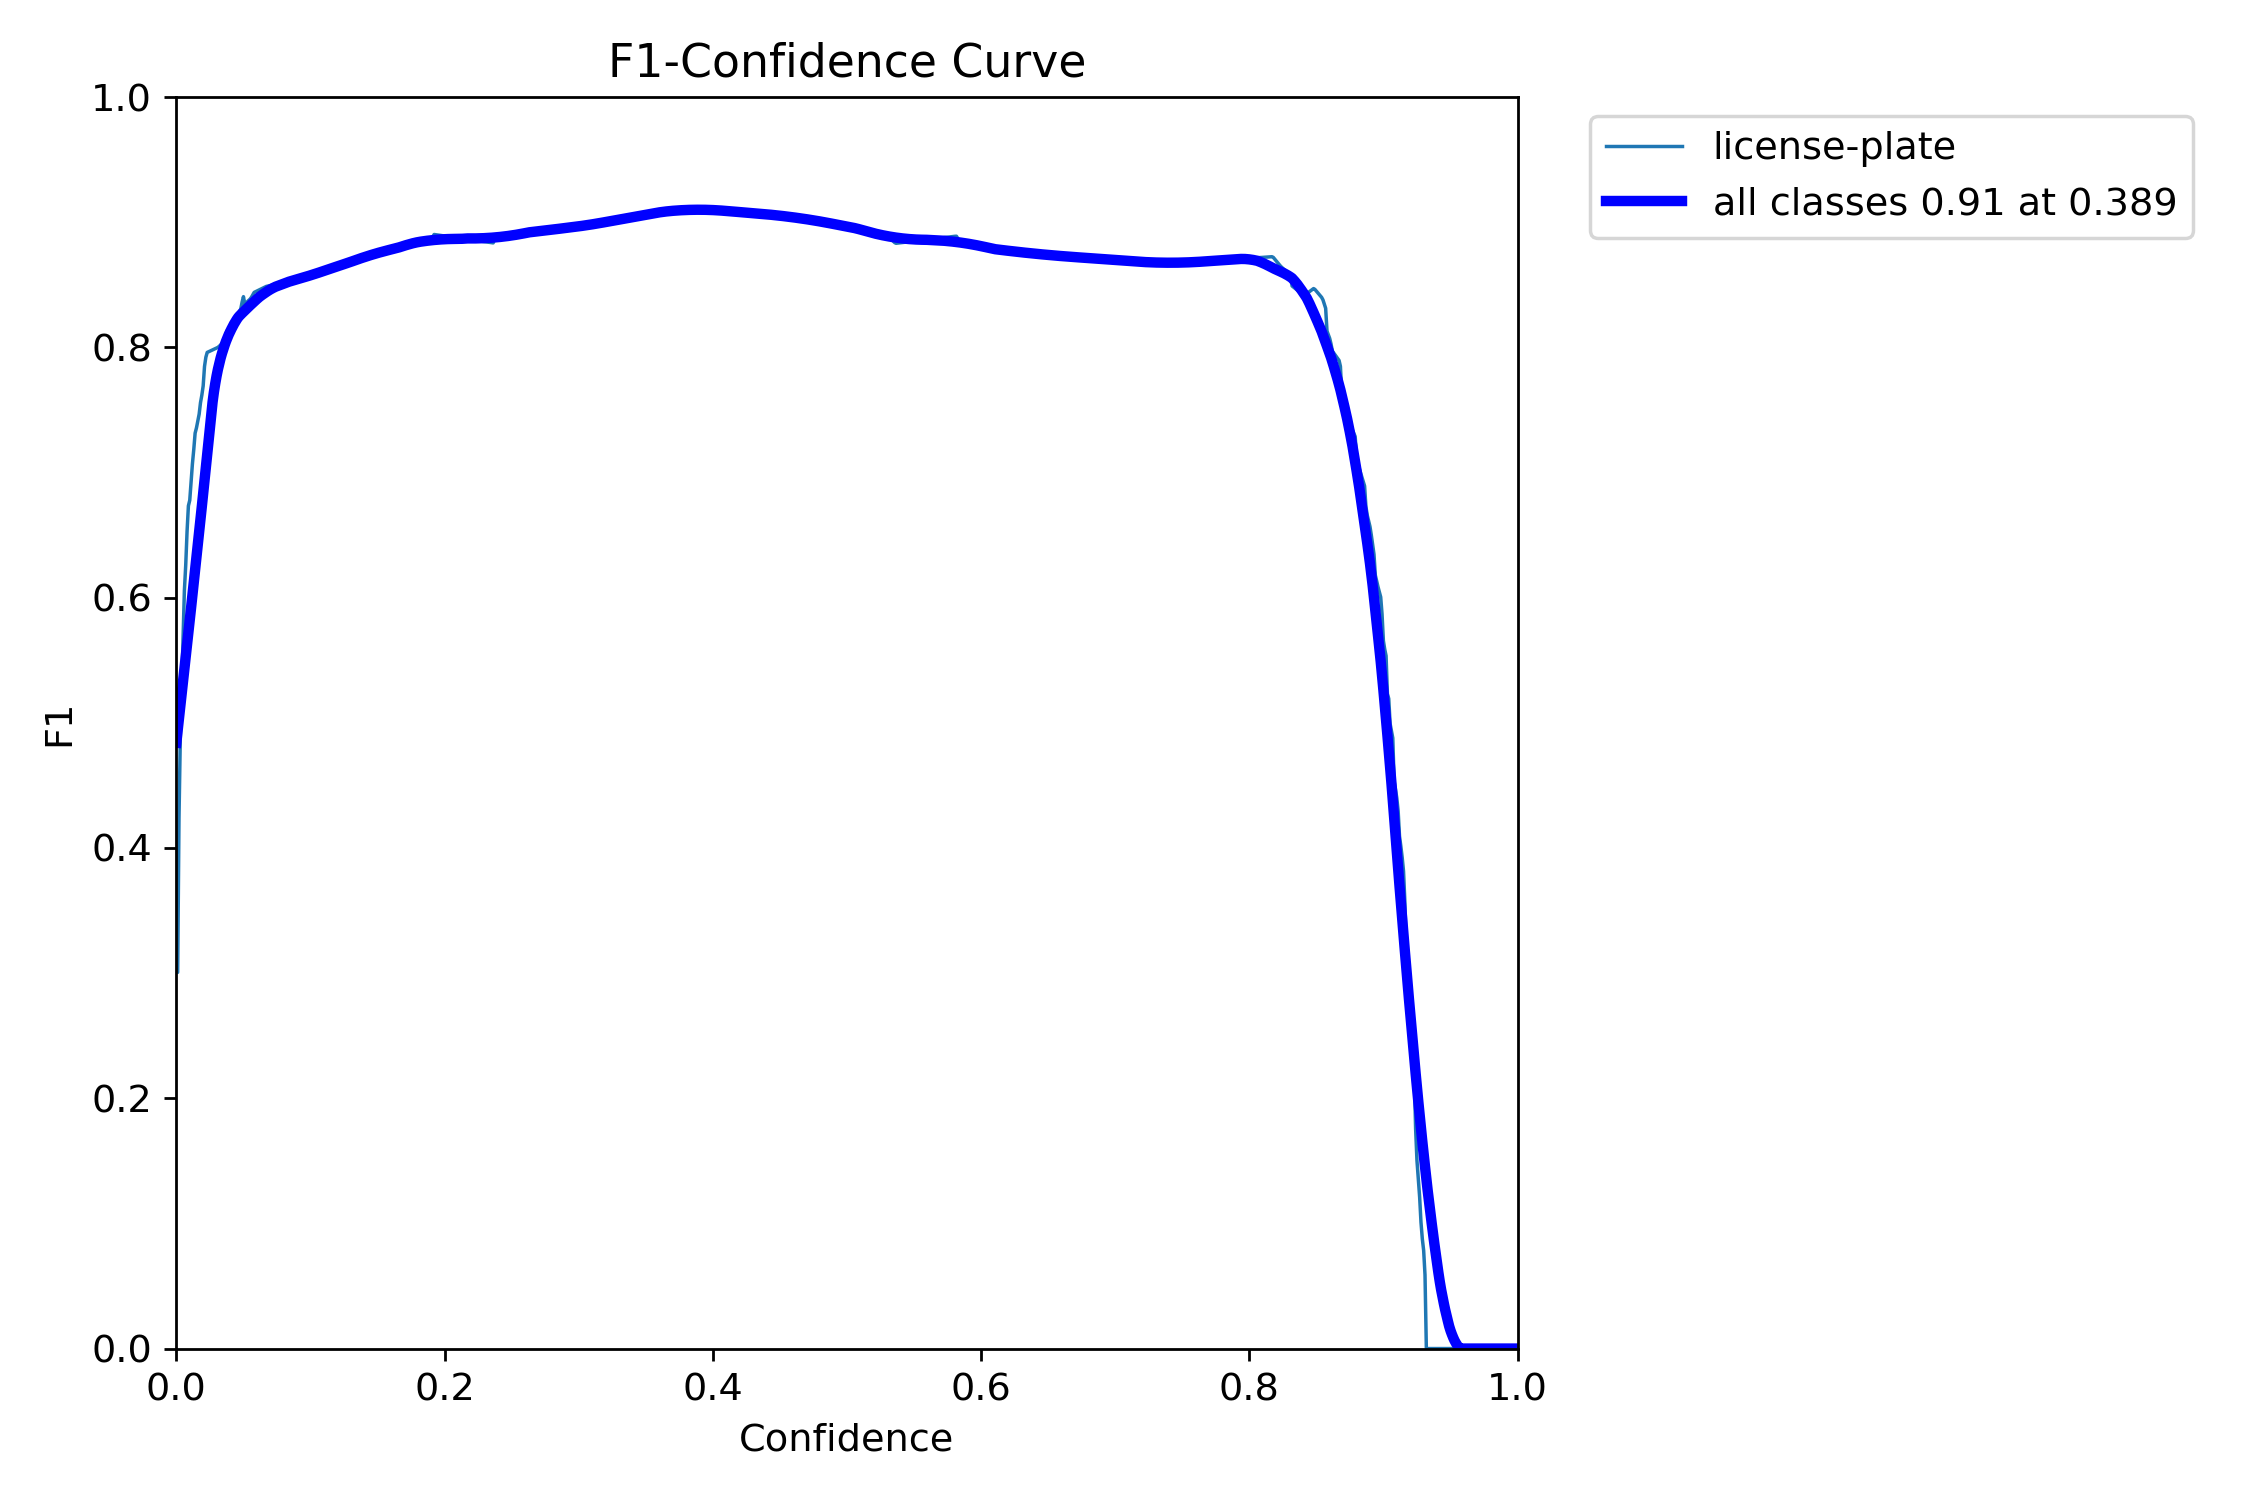 F1-Confidence Curve
1.0
0.8
0.6
0.4
0.2
0.0
F1
0.0 0.2 0.4 0.6 0.8 1.0
Confidence
license-plate
all classes 0.91 at 0.389